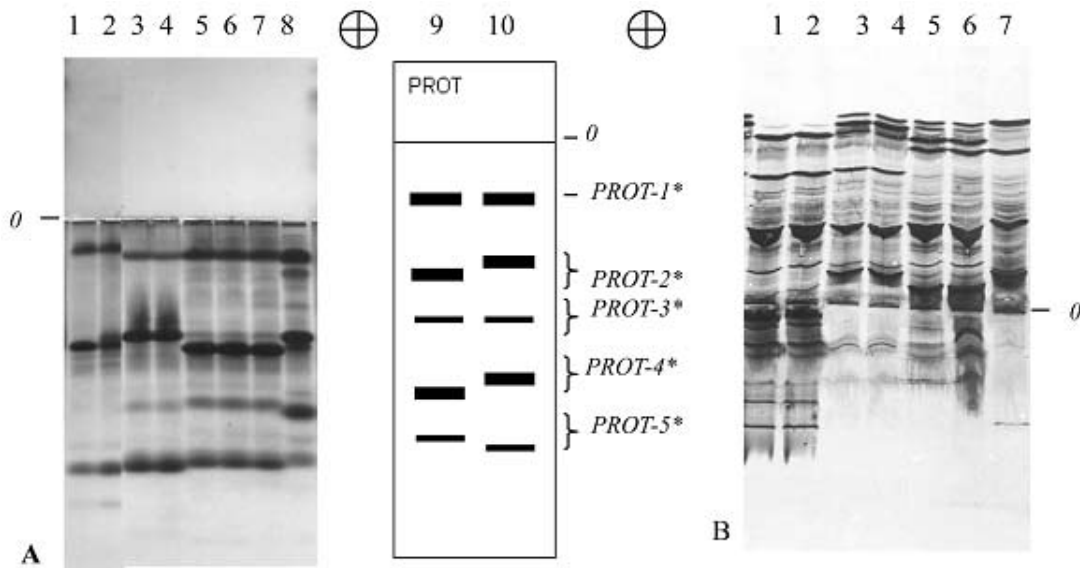 1 2 3 4 5 6 7 8
9 10
1 2 3 4 5 6 7
PROT
0
PROT-1*
0
PROT-2*
PROT-3*
0
PROT-4*
PROT-5*
A
B